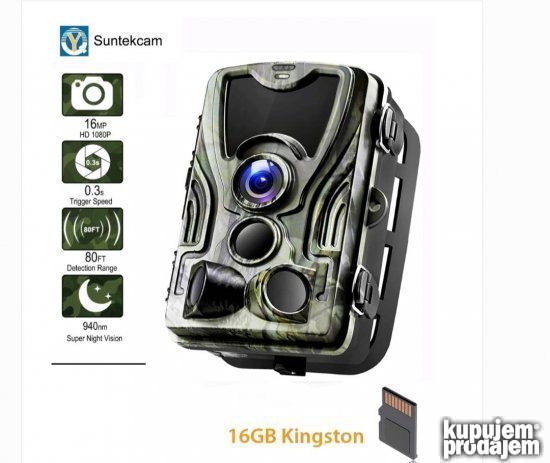 Suntekcam
16MP
HD 1080P
0.3s
0.3s
Trigger Speed
80FT
80FT
Detection Range
940nm
Super Night Vision
16GB Kingston
kupujem
prodajem